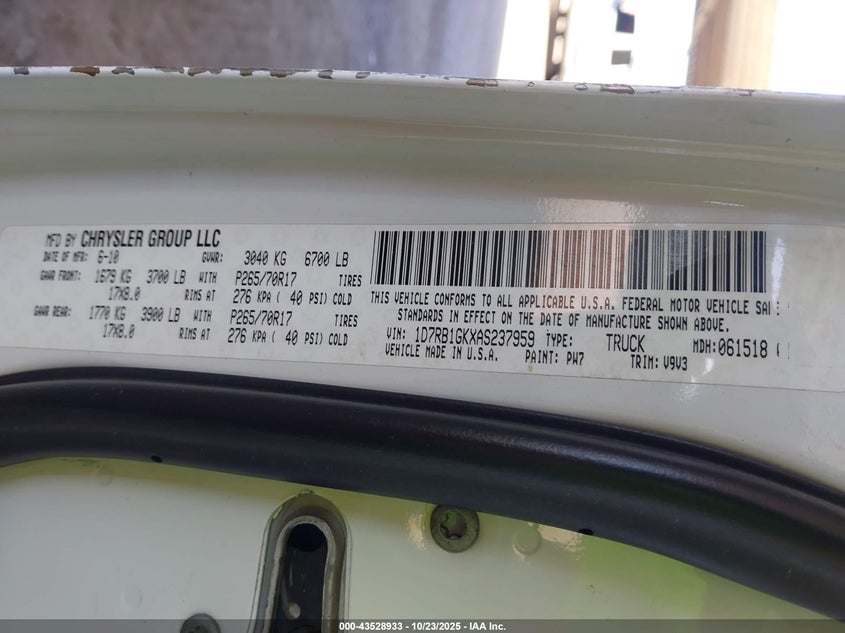 MFD BY CHRYSLER GROUP LLC
DATE OF MFR: 6-10 GVWR: 3040 KG 6700 LB
GAWR FRONT: 1679 KG 3700 LB WITH P265/70R17 TIRES
17X8.0 RIMS AT 276 KPA ( 40 PSI) COLD
GAWR REAR: 1770 KG 3900 LB WITH P265/70R17 TIRES
17X8.0 RIMS AT 276 KPA ( 40 PSI) COLD
THIS VEHICLE CONFORMS TO ALL APPLICABLE U.S.A. FEDERAL MOTOR VEHICLE
STANDARDS IN EFFECT ON THE DATE OF MANUFACTURE SHOWN ABOVE.
VIN: 1D7RB1GKXAS237959 TYPE: TRUCK MDH: 061518
VEHICLE MADE IN U.S.A. PAINT: PW7 TRIM: V9V3
000-43528933 - 10/23/2025 - IAA Inc.